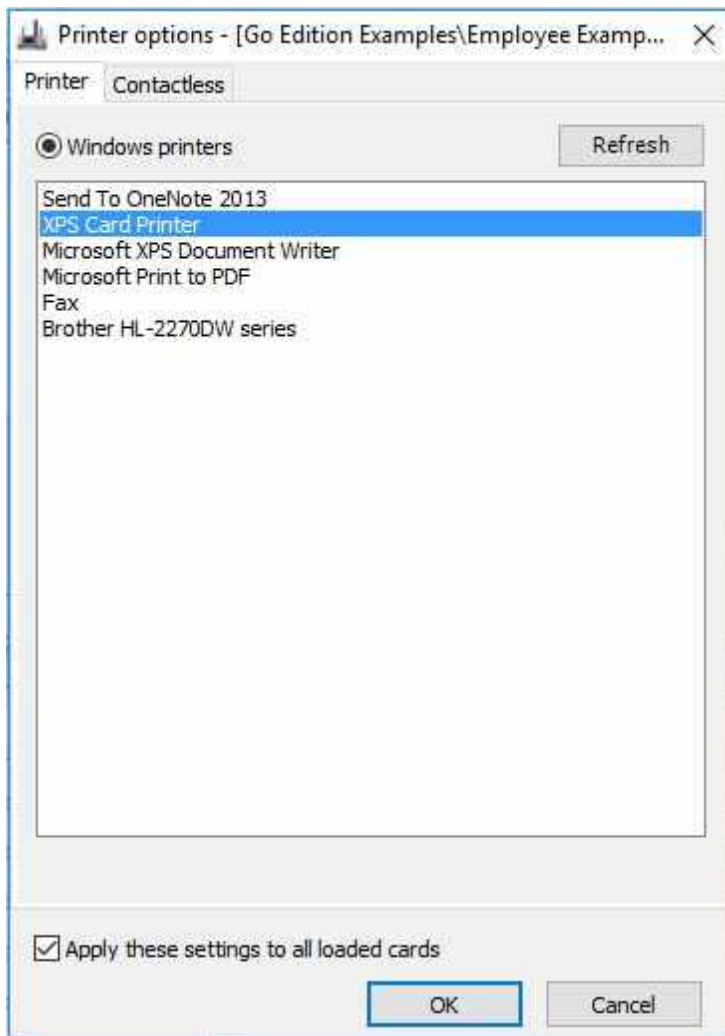 Printer options - [Go Edition Examples\Employee Examp...
Printer Contactless
Windows printers Refresh
Send To OneNote 2013
XPS Card Printer
Microsoft XPS Document Writer
Microsoft Print to PDF
Fax
Brother HL-2270DW series
Apply these settings to all loaded cards
OK Cancel